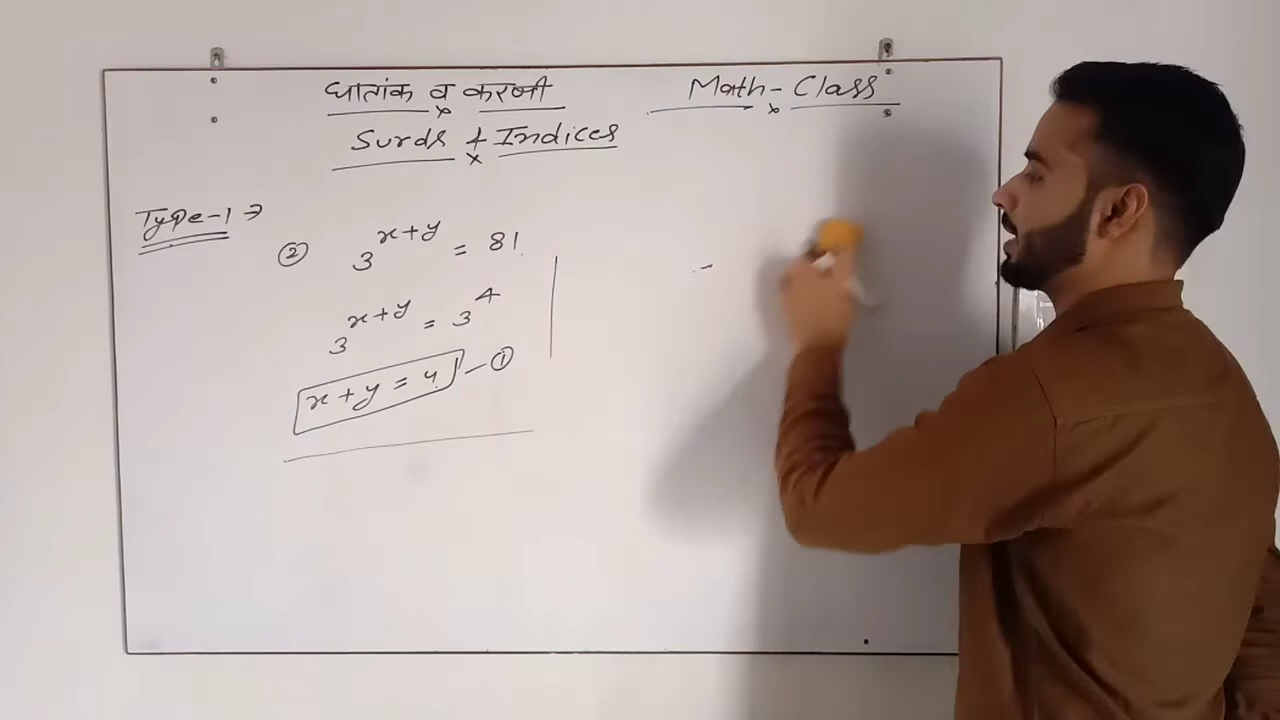 घातांक व करणी
Math-Class
Surds & Indices
Type-1 →
② 3^{x+y} = 81
3^{x+y} = 3^4
x+y = 4 - ①